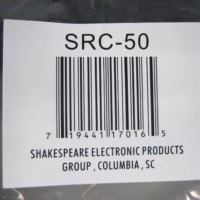 SRC-50
7 19441 17016 5
SHAKESPEARE ELECTRONIC PRODUCTS
GROUP , COLUMBIA , SC